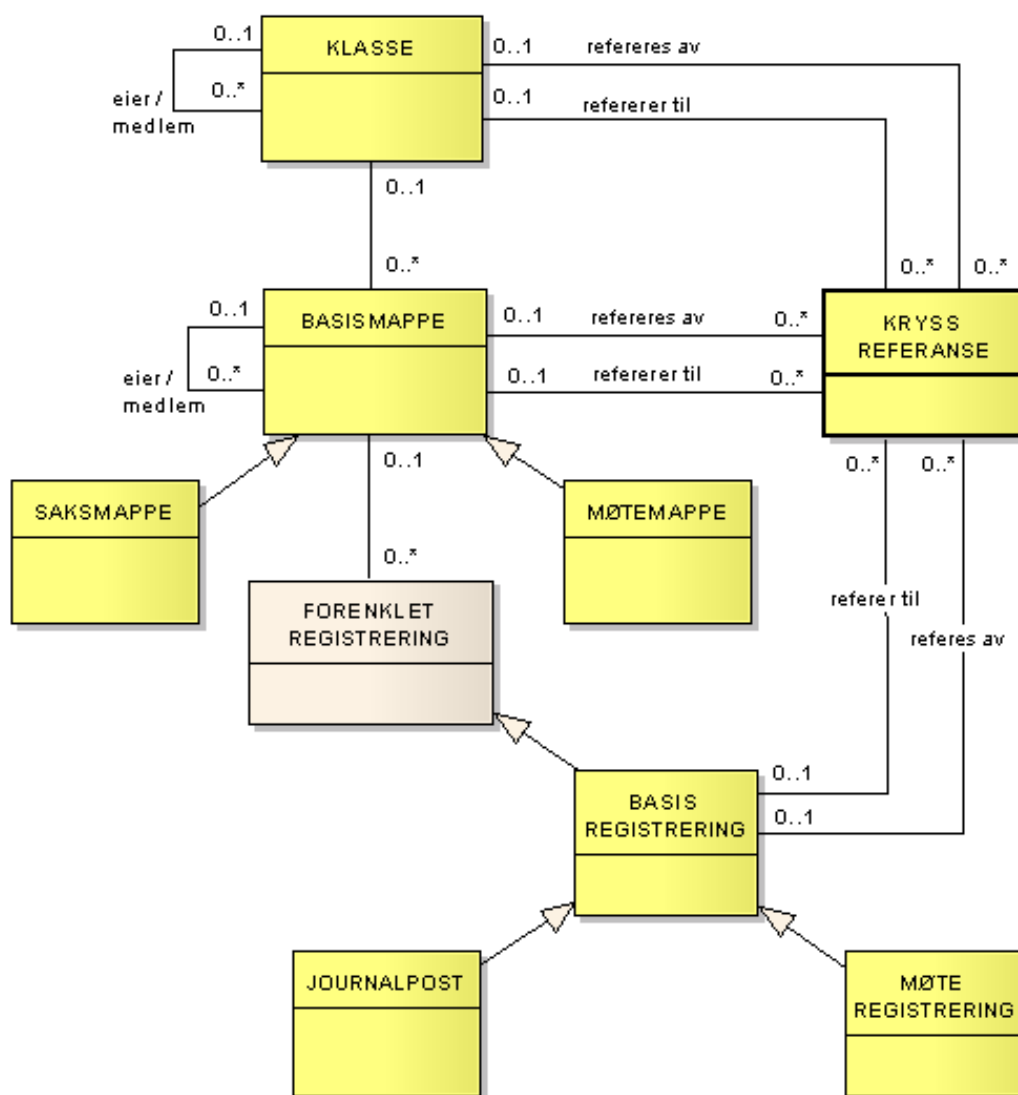 0..1
KLASSE
0..1
refereres av
0..*
0..1
refererer til
eier /
medlem
0..1
0..*
0..*
0..*
0..1
BASISMAPPE
0..1
refereres av
0..*
KRYSS
REFERANSE
0..*
0..1
refererer til
0..*
eier /
medlem
0..1
0..*
0..*
SAKSMAPPE
MØTEMAPPE
0..*
FORENKLET
REGISTRERING
referer til
referes av
0..1
BASIS
REGISTRERING
0..1
JOURNALPOST
MØTE
REGISTRERING